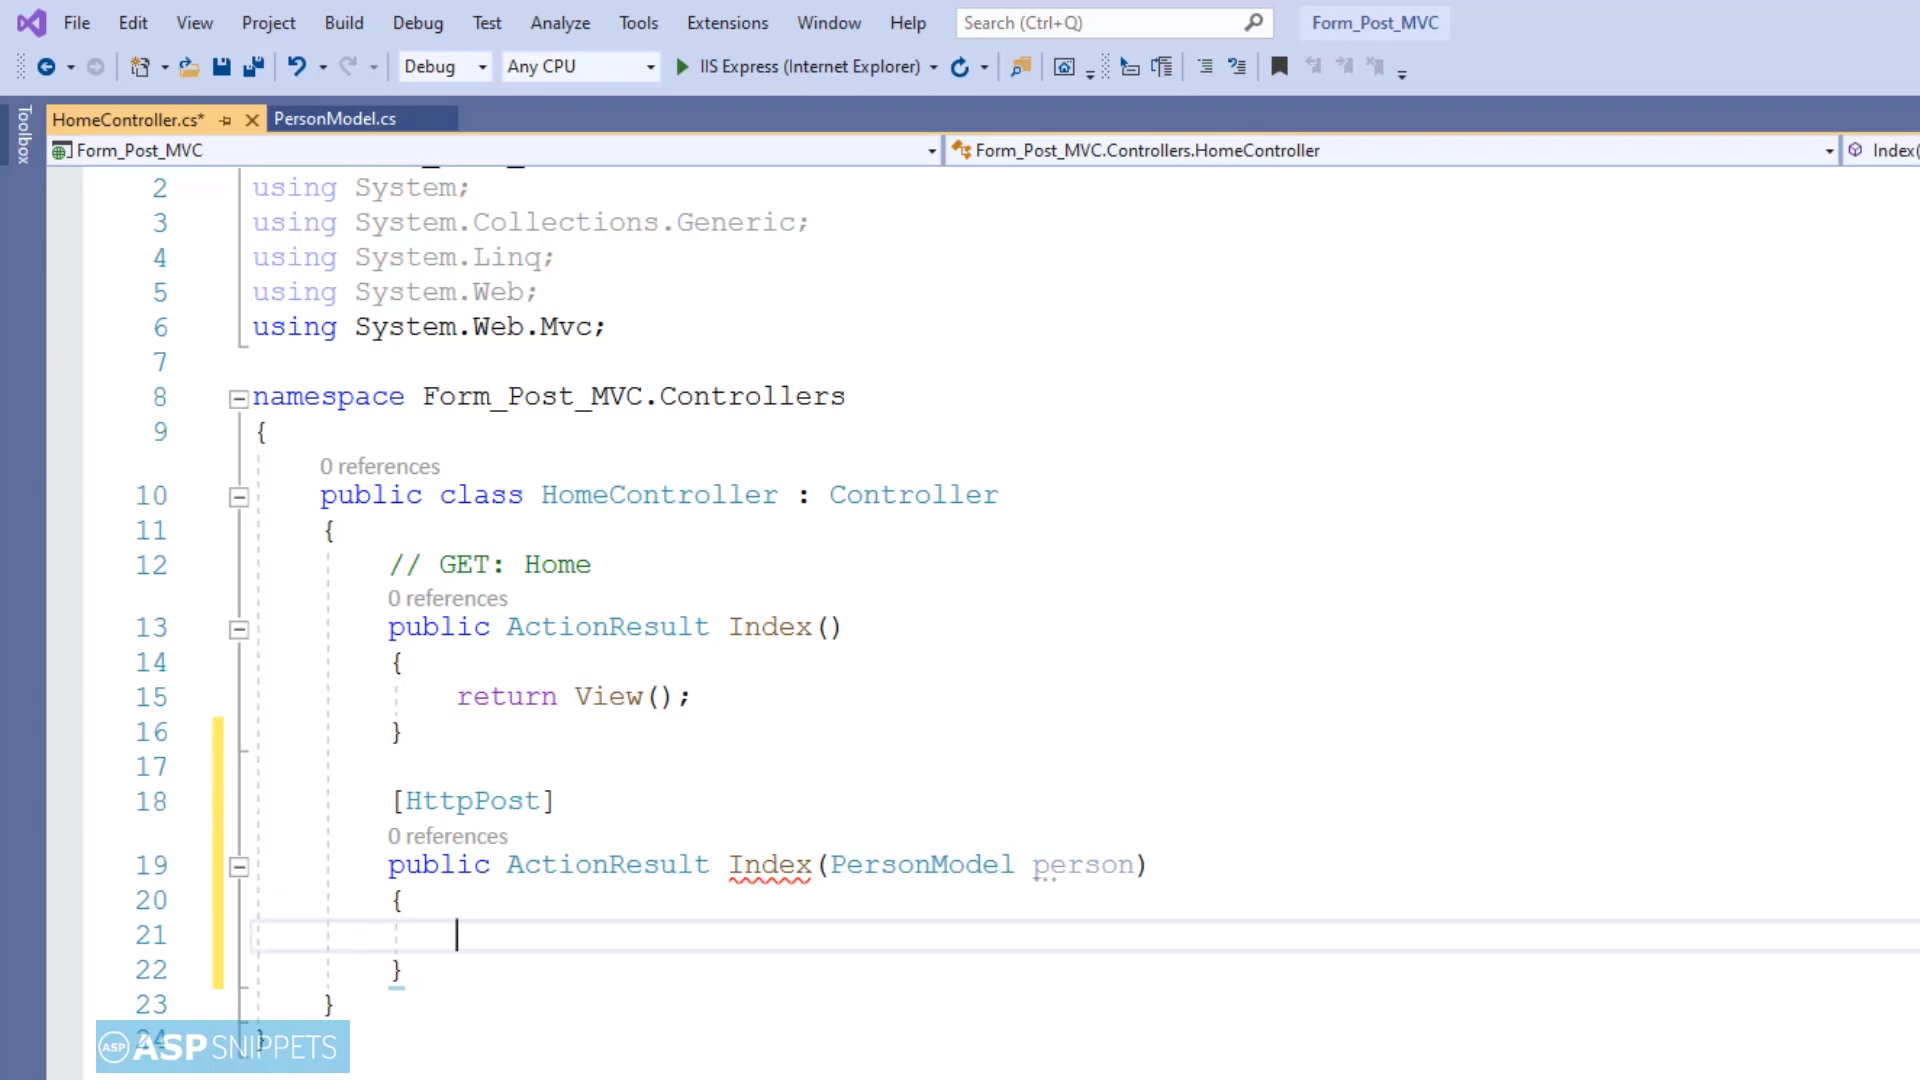 File Edit View Project Build Debug Test Analyze Tools Extensions Window Help Search (Ctrl+Q) Form_Post_MVC
Debug Any CPU IIS Express (Internet Explorer)
Toolbox
HomeController.cs* PersonModel.cs
Form_Post_MVC Form_Post_MVC.Controllers.HomeController Index(
2 using System;
3 using System.Collections.Generic;
4 using System.Linq;
5 using System.Web;
6 using System.Web.Mvc;
7
8 namespace Form_Post_MVC.Controllers
9 {
0 references
10 public class HomeController : Controller
11 {
12 // GET: Home
0 references
13 public ActionResult Index()
14 {
15 return View();
16 }
17
18 [HttpPost]
0 references
19 public ActionResult Index(PersonModel person)
20 {
21
22 }
23 }
24 }
ASP ASPSNIPPETS